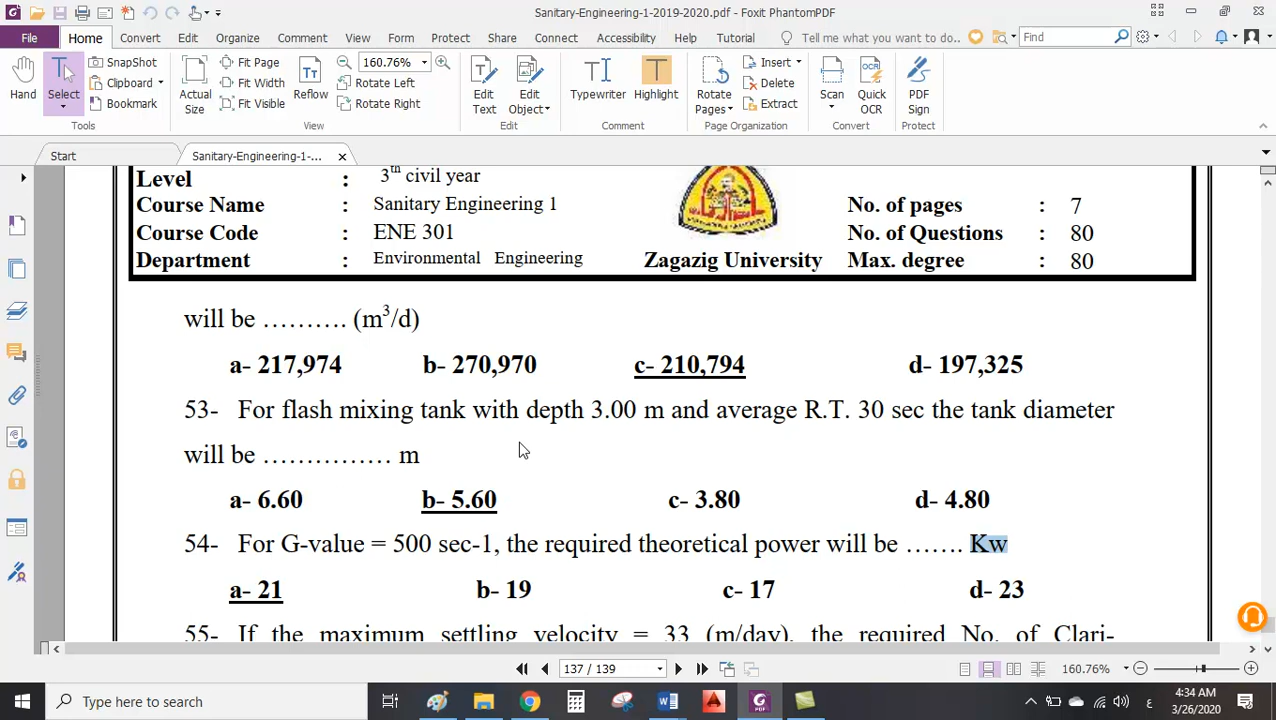 Sanitary-Engineering-1-2019-2020.pdf - Foxit PhantomPDF
File Home Convert Edit Organize Comment View Form Protect Share Connect Accessibility Help Tutorial Tell me what you want to do... Find
Hand
Select
SnapShot
Clipboard
Bookmark
Tools
Actual Size
Fit Page
Fit Width
Fit Visible
Reflow
160.76%
Rotate Left
Rotate Right
View
Edit Text
Edit Object
Edit
Typewriter
Highlight
Comment
Rotate Pages
Insert
Delete
Extract
Page Organization
Scan
Quick OCR
Convert
PDF Sign
Protect
Start
Sanitary-Engineering-1-...
Level : 3th civil year
Course Name : Sanitary Engineering 1 No. of pages : 7
Course Code : ENE 301 No. of Questions : 80
Department : Environmental Engineering Zagazig University Max. degree : 80
will be ………. (m³/d)
a- 217,974 b- 270,970 c- 210,794 d- 197,325
53- For flash mixing tank with depth 3.00 m and average R.T. 30 sec the tank diameter
will be …………… m
a- 6.60 b- 5.60 c- 3.80 d- 4.80
54- For G-value = 500 sec-1, the required theoretical power will be ……. Kw
a- 21 b- 19 c- 17 d- 23
55- If the maximum settling velocity = 33 (m/day), the required No. of Clari-
137 / 139
160.76%
Type here to search
ع
4:34 AM
3/26/2020